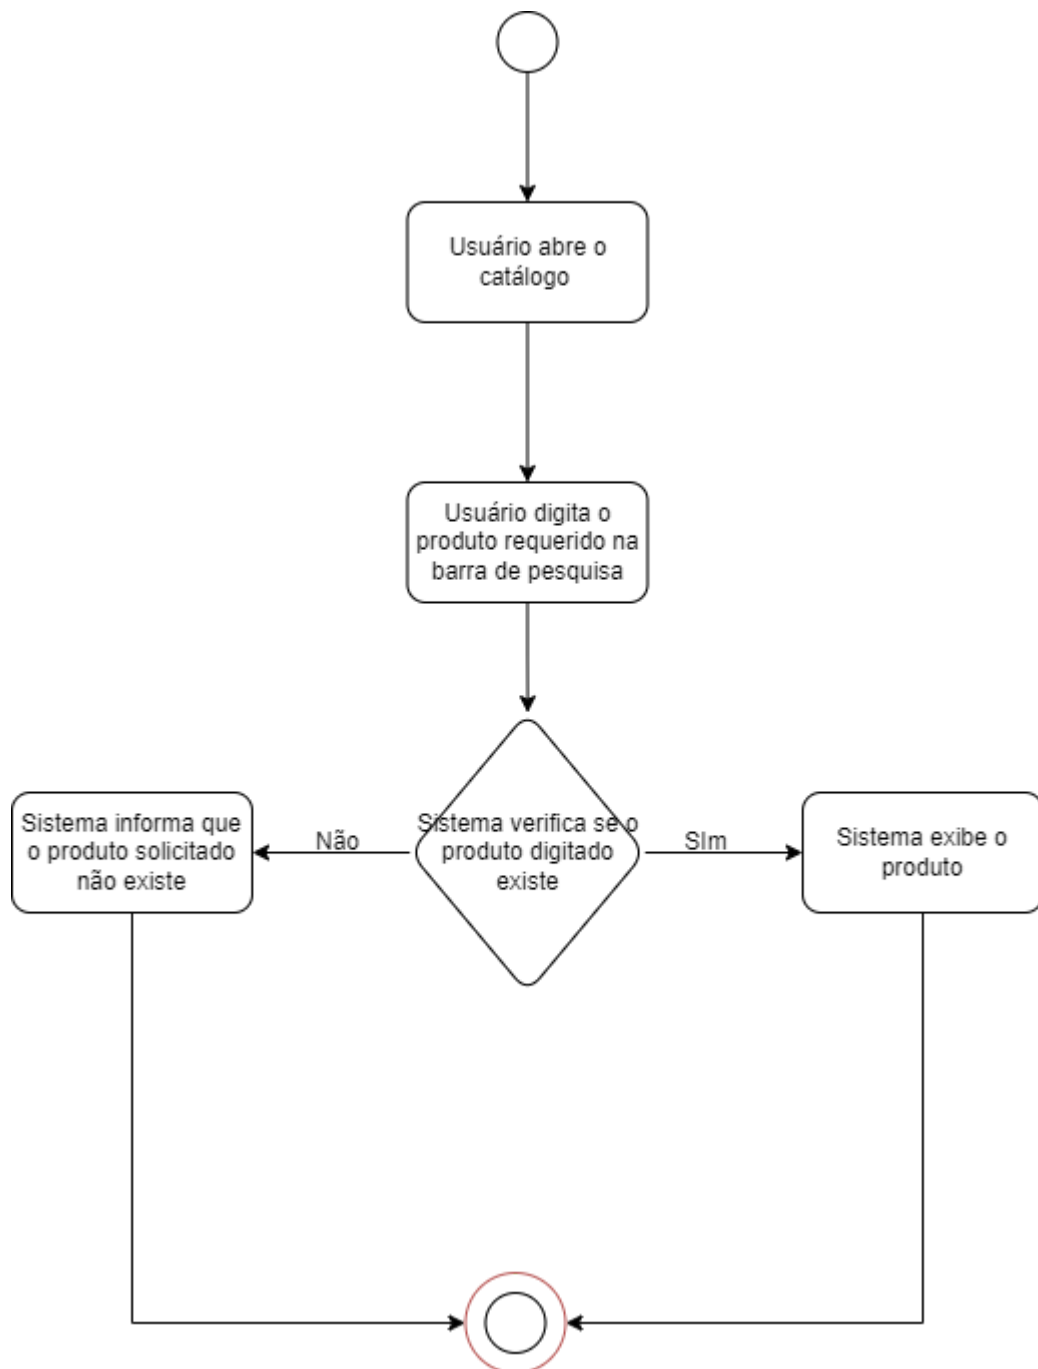 Usuário abre o
catálogo
Usuário digita o
produto requerido na
barra de pesquisa
Sistema informa que
o produto solicitado
não existe
Não
Sistema verifica se o
produto digitado
existe
SIm
Sistema exibe o
produto